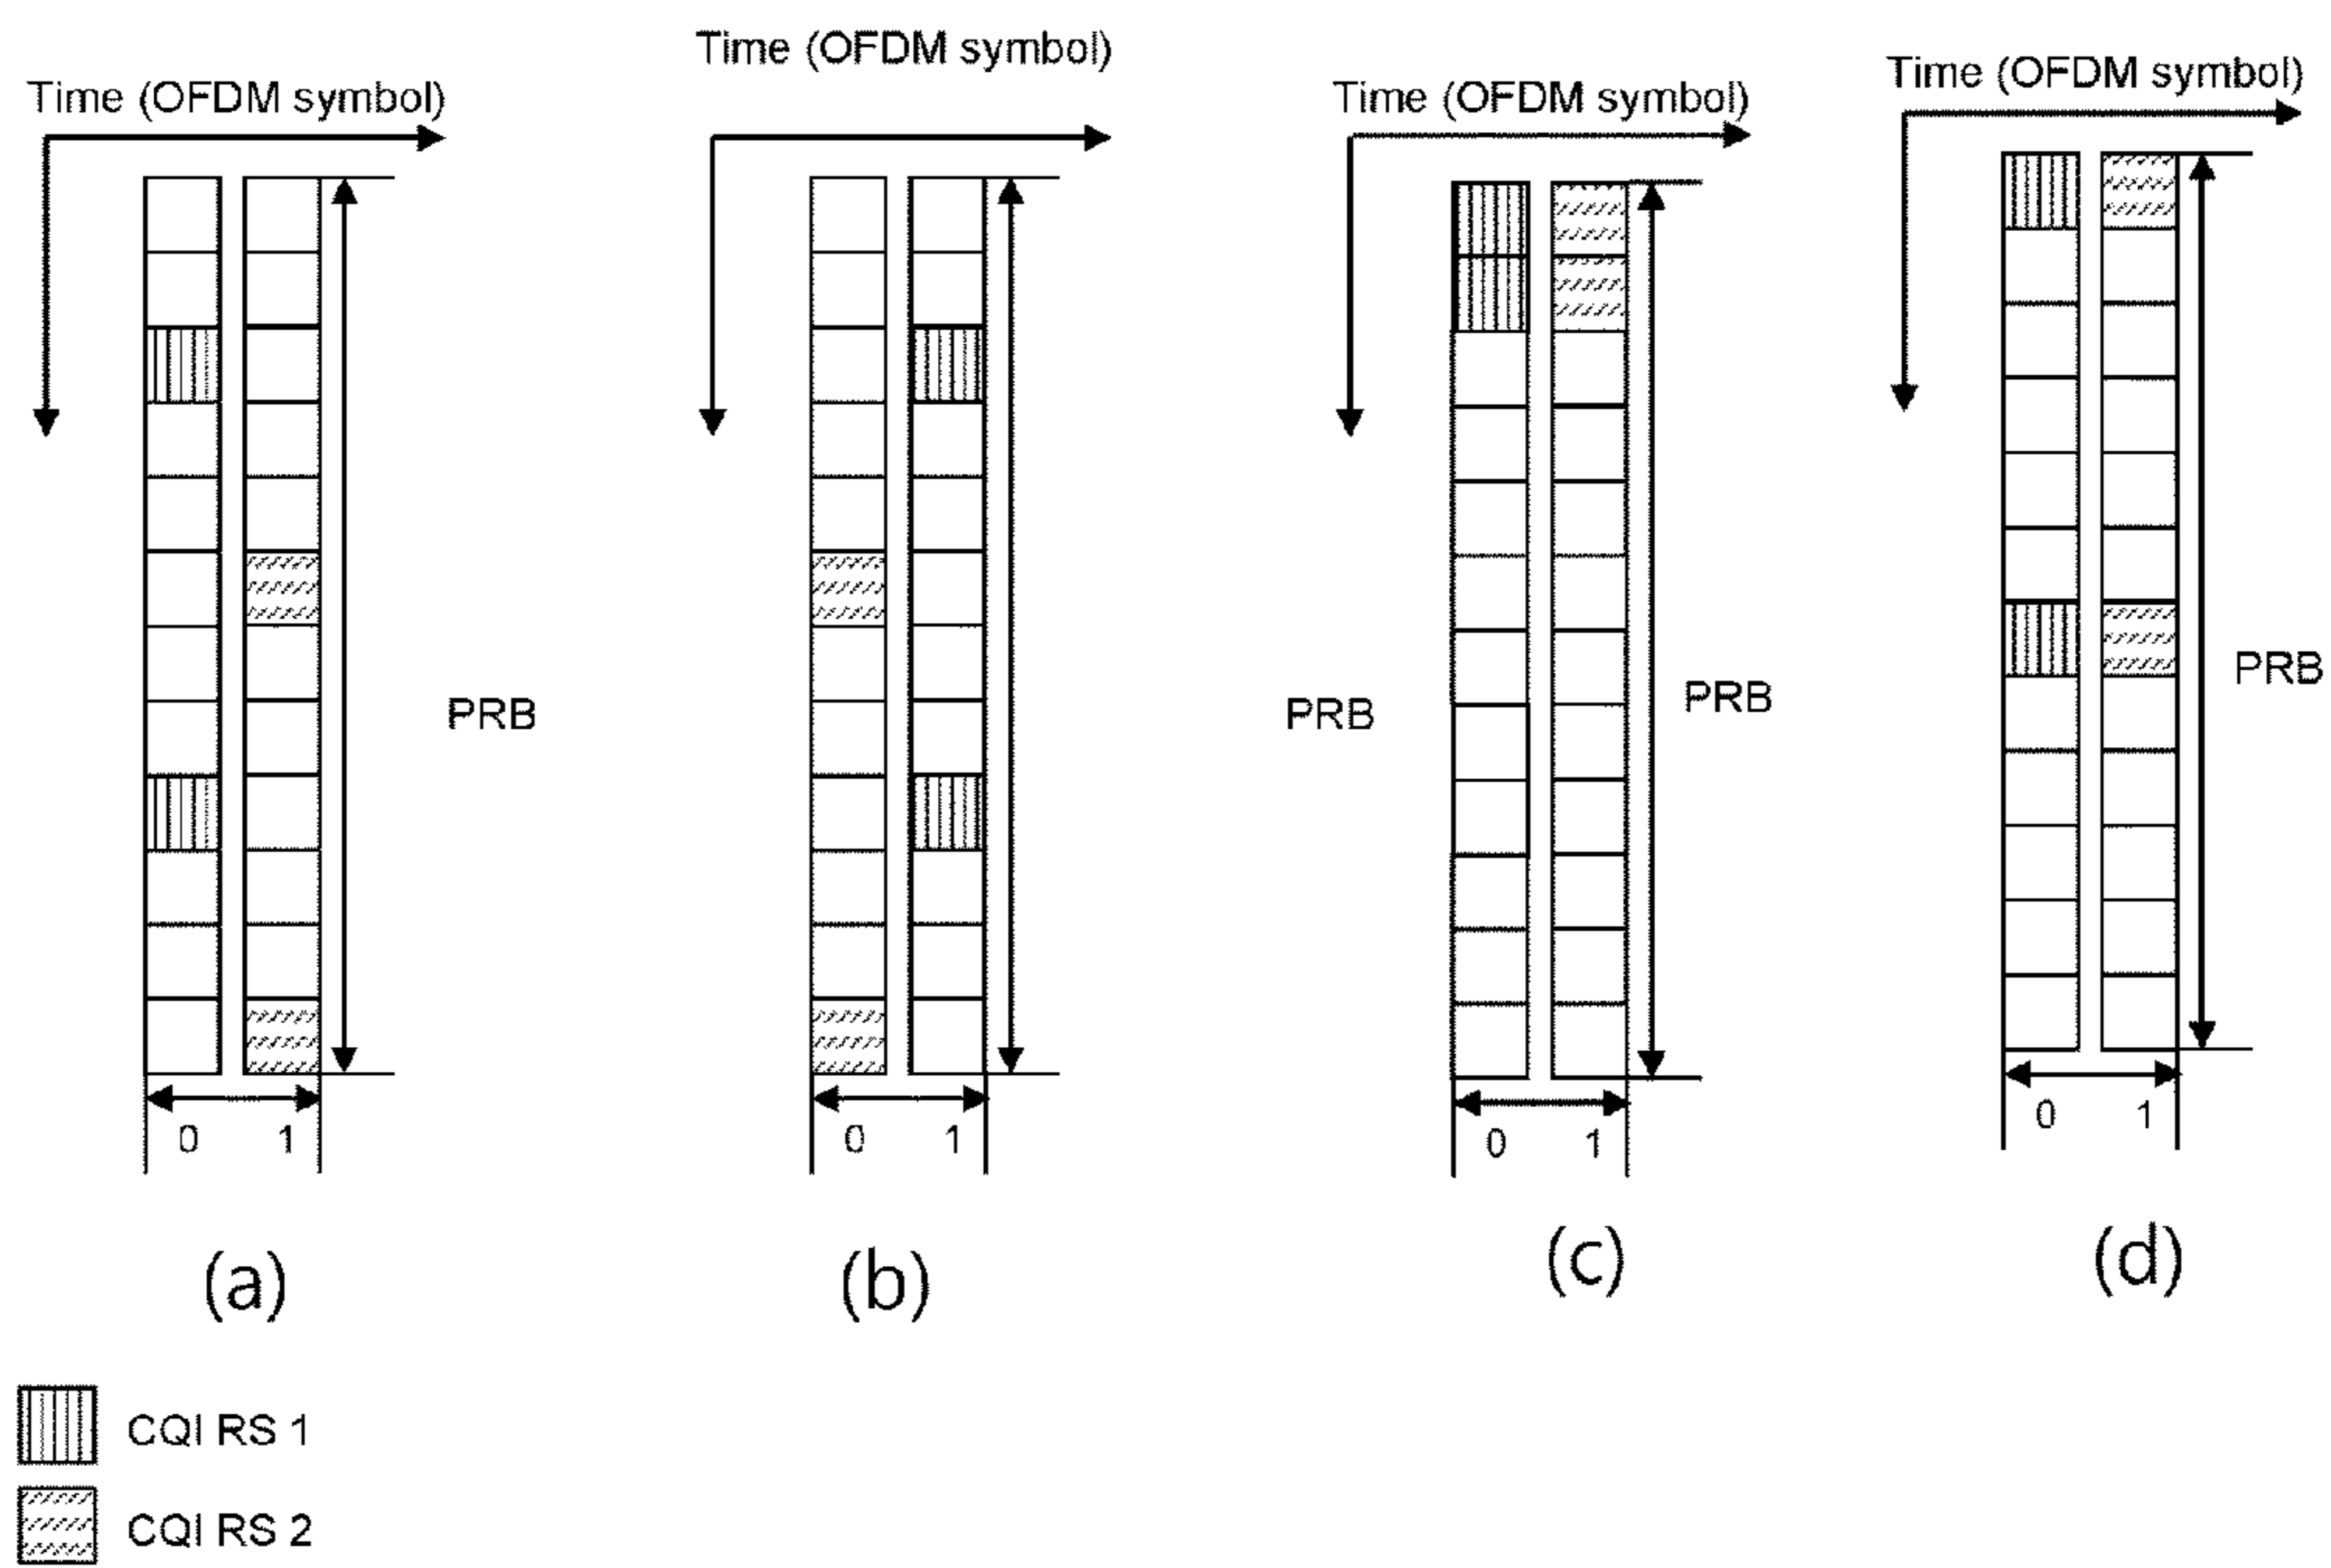 Time (OFDM symbol)
Time (OFDM symbol)
Time (OFDM symbol)
Time (OFDM symbol)
PRB
PRB
PRB
PRB
0 1
0 1
0 1
0 1
(a)
(b)
(c)
(d)
CQI RS 1
CQI RS 2